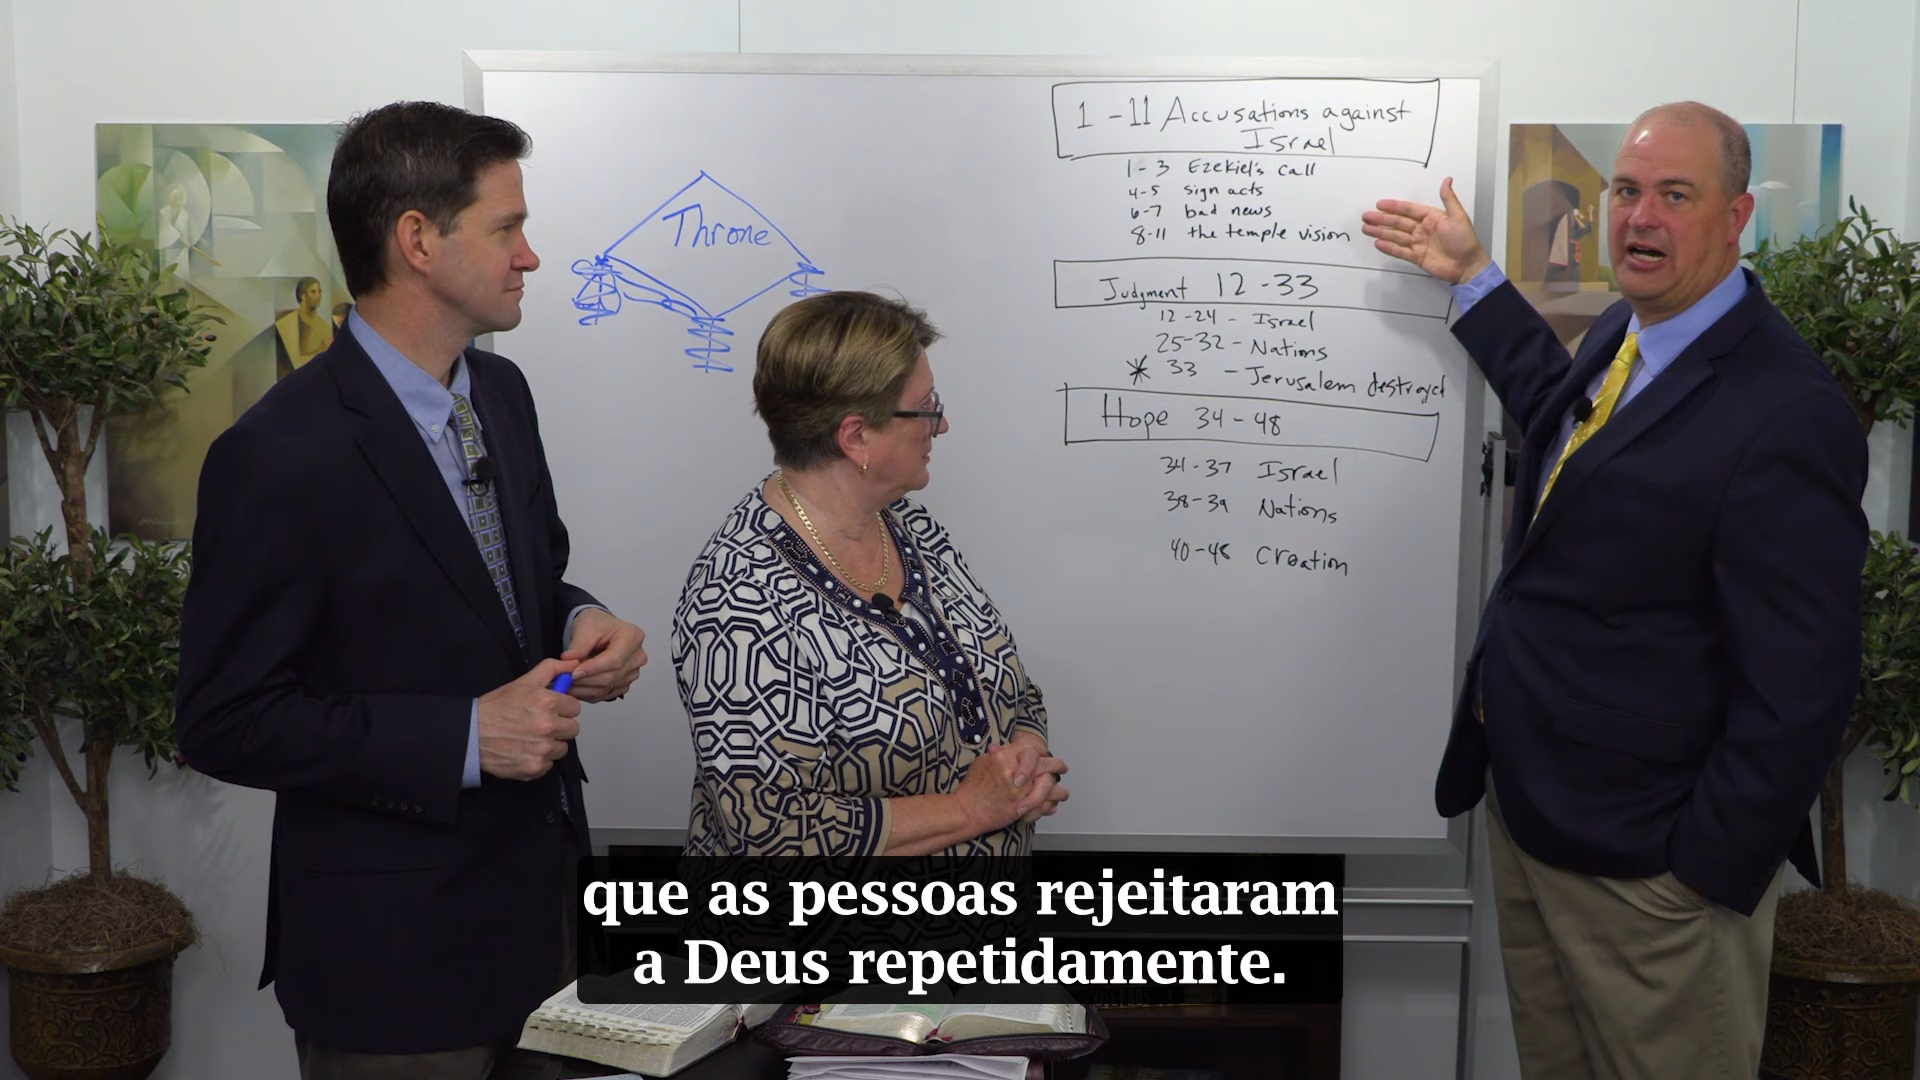 Throne
1-11 Accusations against
Israel
1-3 Ezekiel's call
4-5 sign acts
6-7 bad news
8-11 the temple vision
Judgment 12-33
12-24 - Israel
25-32 - Nations
* 33 - Jerusalem destroyed
Hope 34-48
34-37 Israel
38-39 Nations
40-48 Creation
que as pessoas rejeitaram
a Deus repetidamente.